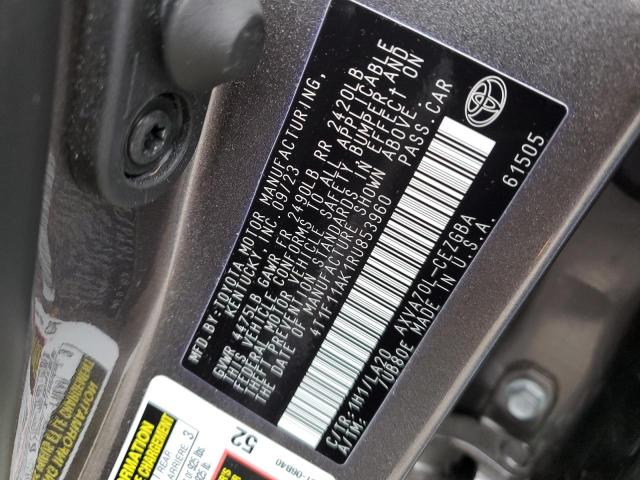 MFD. BY: TOYOTA MOTOR MANUFACTURING,
KENTUCKY, INC. 09/23
GVWR 4475LB GAWR FR 2490LB RR 2420LB
THIS VEHICLE CONFORMS TO ALL APPLICABLE
FEDERAL MOTOR VEHICLE SAFETY, BUMPER, AND
THEFT PREVENTION STANDARDS IN EFFECT ON
THE DATE OF MANUFACTURE SHOWN ABOVE.
4T1F11AK1RU853960 PASS. CAR
C/TR: 1H1/LA20 AXVA70L-CEZGBA
A/TM: /UB80E MADE IN U.S.A. 61505
52
3